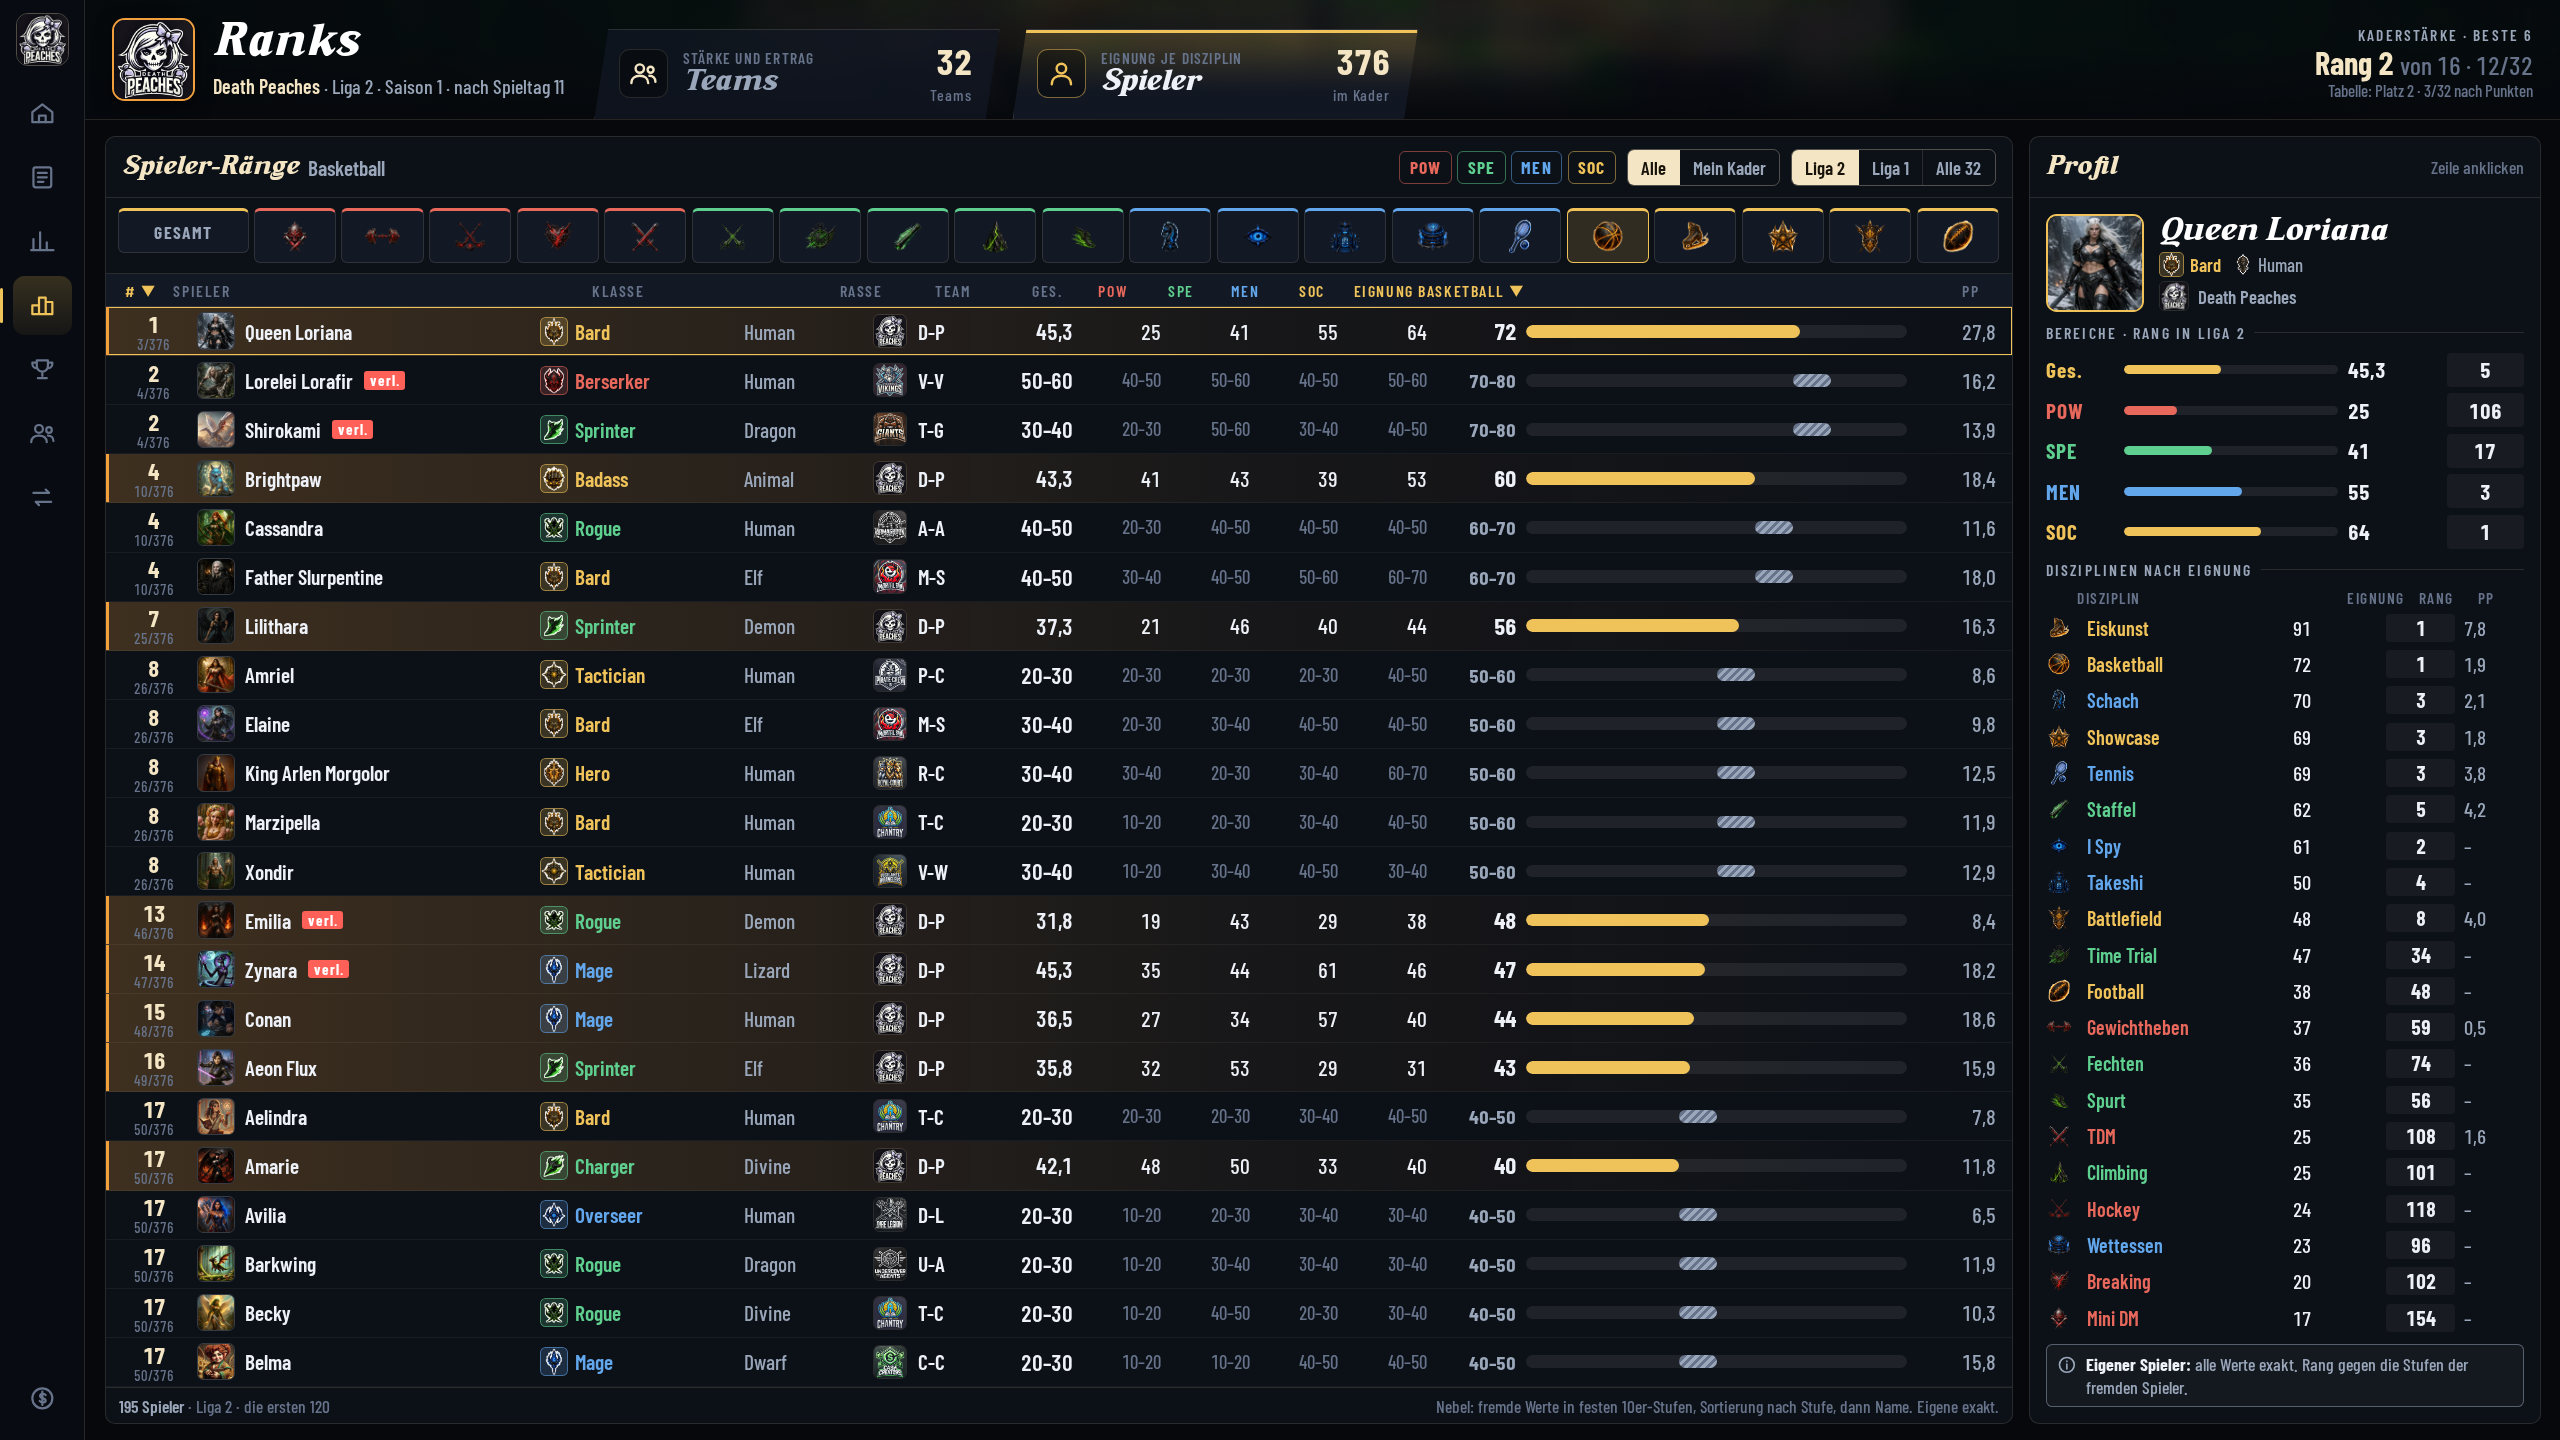 Ranks
Death Peaches · Liga 2 · Saison 1 · nach Spieltag 11
STÄRKE UND ERTRAG
Teams
32
Teams
EIGNUNG JE DISZIPLIN
Spieler
376
im Kader
KADERSTÄRKE · BESTE 6
Rang 2 von 16 · 12/32
Tabelle: Platz 2 · 3/32 nach Punkten
Spieler-Ränge Basketball
POW SPE MEN SOC Alle Mein Kader Liga 2 Liga 1 Alle 32
GESAMT
# ▼ SPIELER KLASSE RASSE TEAM GES. POW SPE MEN SOC EIGNUNG BASKETBALL ▼ PP
1 3/376 Queen Loriana Bard Human D-P 45,3 25 41 55 64 72 27,8
2 4/376 Lorelei Lorafir verl. Berserker Human V-V 50-60 40-50 50-60 40-50 50-60 70-80 16,2
2 4/376 Shirokami verl. Sprinter Dragon T-G 30-40 20-30 50-60 30-40 40-50 70-80 13,9
4 10/376 Brightpaw Badass Animal D-P 43,3 41 43 39 53 60 18,4
4 10/376 Cassandra Rogue Human A-A 40-50 20-30 40-50 40-50 40-50 60-70 11,6
4 10/376 Father Slurpentine Bard Elf M-S 40-50 30-40 40-50 50-60 60-70 60-70 18,0
7 25/376 Lilithara Sprinter Demon D-P 37,3 21 46 40 44 56 16,3
8 26/376 Amriel Tactician Human P-C 20-30 20-30 20-30 20-30 40-50 50-60 8,6
8 26/376 Elaine Bard Elf M-S 30-40 20-30 30-40 40-50 40-50 50-60 9,8
8 26/376 King Arlen Morgolor Hero Human R-C 30-40 30-40 20-30 30-40 60-70 50-60 12,5
8 26/376 Marzipella Bard Human T-C 20-30 10-20 20-30 30-40 40-50 50-60 11,9
8 26/376 Xondir Tactician Human V-W 30-40 10-20 30-40 40-50 30-40 50-60 12,9
13 46/376 Emilia verl. Rogue Demon D-P 31,8 19 43 29 38 48 8,4
14 47/376 Zynara verl. Mage Lizard D-P 45,3 35 44 61 46 47 18,2
15 48/376 Conan Mage Human D-P 36,5 27 34 57 40 44 18,6
16 49/376 Aeon Flux Sprinter Elf D-P 35,8 32 53 29 31 43 15,9
17 50/376 Aelindra Bard Human T-C 20-30 20-30 20-30 30-40 40-50 40-50 7,8
17 50/376 Amarie Charger Divine D-P 42,1 48 50 33 40 40 11,8
17 50/376 Avilia Overseer Human D-L 20-30 10-20 20-30 30-40 30-40 40-50 6,5
17 50/376 Barkwing Rogue Dragon U-A 20-30 10-20 30-40 30-40 30-40 40-50 11,9
17 50/376 Becky Rogue Divine T-C 20-30 10-20 40-50 20-30 30-40 40-50 10,3
17 50/376 Belma Mage Dwarf C-C 20-30 10-20 10-20 40-50 40-50 40-50 15,8
195 Spieler · Liga 2 · die ersten 120
Nebel: fremde Werte in festen 10er-Stufen, Sortierung nach Stufe, dann Name. Eigene exakt.
Profil
Zeile anklicken
Queen Loriana
Bard Human
Death Peaches
BEREICHE · RANG IN LIGA 2
Ges. 45,3 5
POW 25 106
SPE 41 17
MEN 55 3
SOC 64 1
DISZIPLINEN NACH EIGNUNG
DISZIPLIN EIGNUNG RANG PP
Eiskunst 91 1 7,8
Basketball 72 1 1,9
Schach 70 3 2,1
Showcase 69 3 1,8
Tennis 69 3 3,8
Staffel 62 5 4,2
I Spy 61 2 -
Takeshi 50 4 -
Battlefield 48 8 4,0
Time Trial 47 34 -
Football 38 48 -
Gewichtheben 37 59 0,5
Fechten 36 74 -
Spurt 35 56 -
TDM 25 108 1,6
Climbing 25 101 -
Hockey 24 118 -
Wettessen 23 96 -
Breaking 20 102 -
Mini DM 17 154 -
Eigener Spieler: alle Werte exakt. Rang gegen die Stufen der
fremden Spieler.